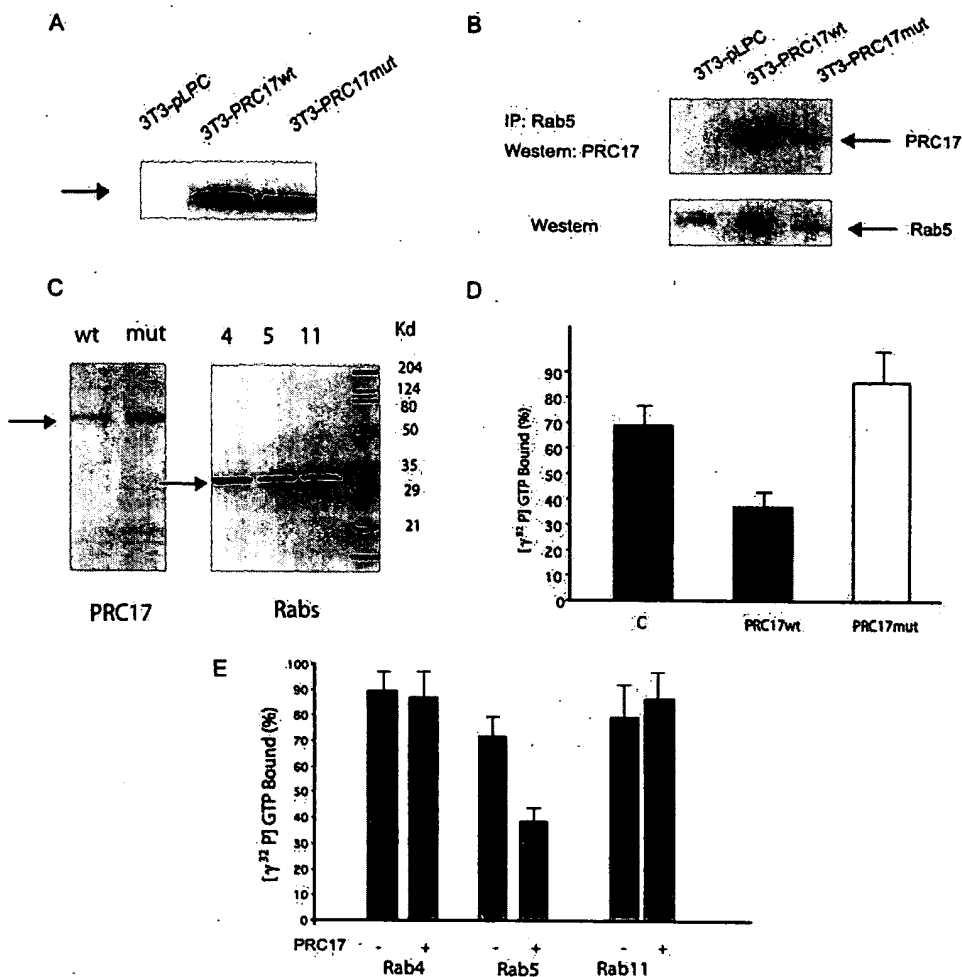 A
3T3-pLPC
3T3-PRC17wt
3T3-PRC17mut
B
3T3-pLPC
3T3-PRC17wt
3T3-PRC17mut
IP: Rab5
Western: PRC17
PRC17
Western
Rab5
C
wt
mut
4
5
11
Kd
204
124
80
50
35
29
21
PRC17
Rabs
D
[γ32 P] GTP Bound (%)
90
80
70
60
50
40
30
20
10
0
C
PRC17wt
PRC17mut
E
[γ32 P] GTP Bound (%)
100
90
80
70
60
50
40
30
20
10
0
PRC17 - + - + - +
Rab4
Rab5
Rab11